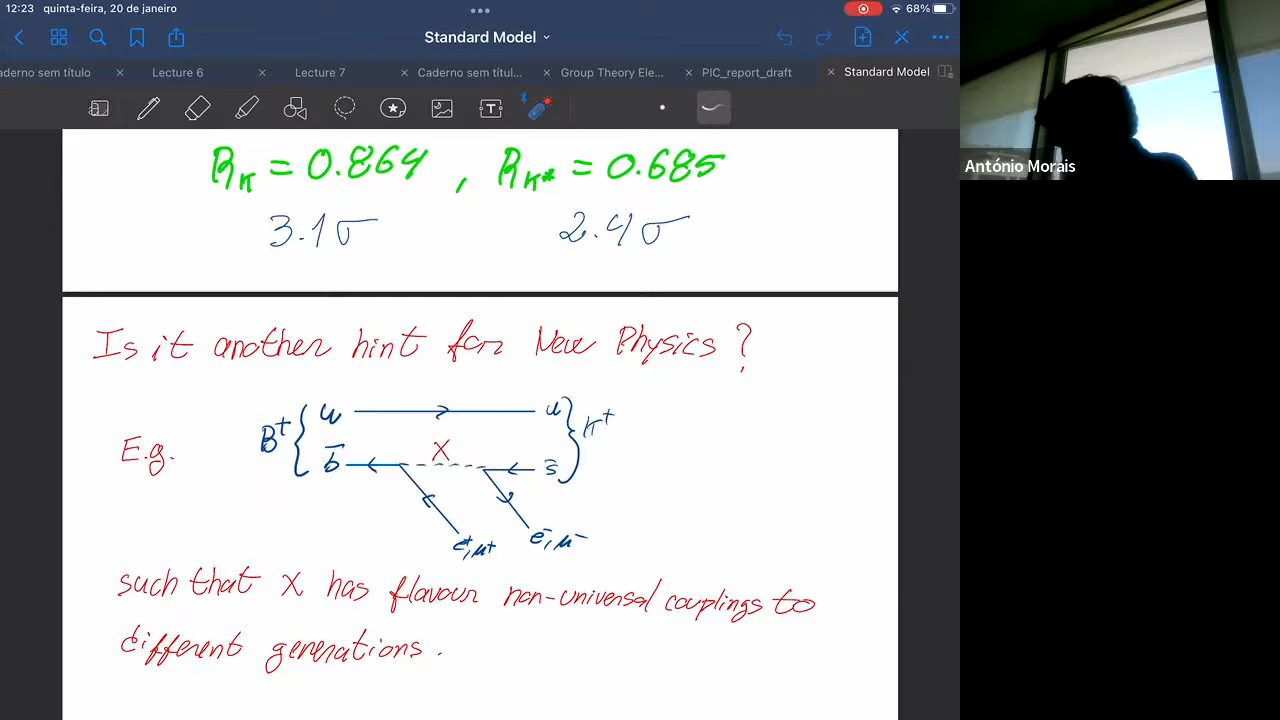 12:23 quinta-feira, 20 de janeiro
68%
Standard Model
aderno sem título
Lecture 6
Lecture 7
Caderno sem títul...
Group Theory Ele...
PIC_report_draft
Standard Model
R_K = 0.864 , R_K* = 0.685
3.1σ 2.4σ
Is it another hint for New Physics?
E.g.
B⁺ { u u } K⁺
X
b̄ s̄
e⁺, μ⁺ e⁻, μ⁻
such that X has flavour non-universal couplings to
different generations.
António Morais